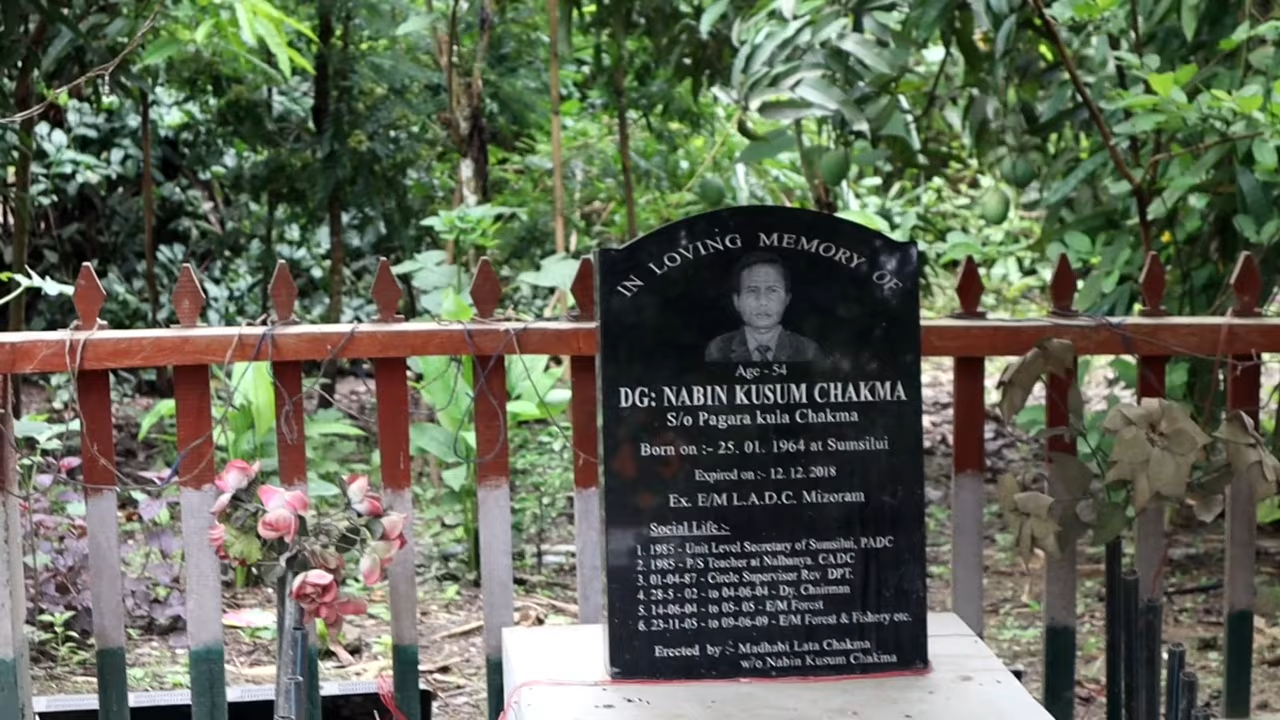 IN LOVING MEMORY OF
Age - 54
DG: NABIN KUSUM CHAKMA
S/o Pagara kula Chakma
Born on :- 25. 01. 1964 at Sumsilui
Expired on :- 12. 12. 2018
Ex. E/M L.A.D.C. Mizoram
Social Life :-
1. 1985 - Unit Level Secretary of Sumsilui, PADC
2. 1985 - P/S Teacher at Nalbanya. CADC
3. 01-04-87 - Circle Supervisor Rev DPT.
4. 28-5 - 02 - to 04-06-04 - Dy. Chairman
5. 14-06-04 - to 05- 05 - E/M Forest
6. 23-11-05 - to 09-06-09 - E/M Forest & Fishery etc.
Erected by :- Madhabi Lata Chakma
w/o Nabin Kusum Chakma